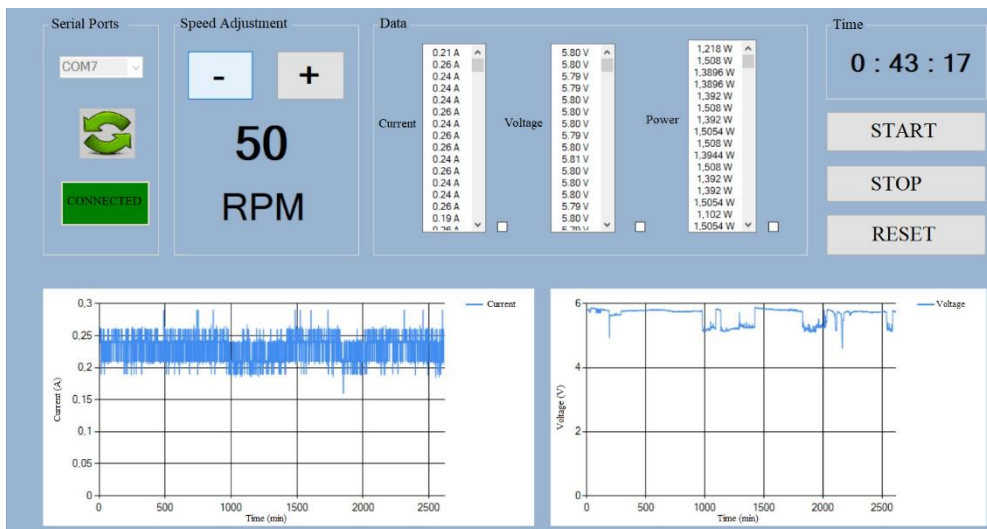 Serial Ports
COM7
CONNECTED
Speed Adjustment
-
+
50
RPM
Data
Current
0.21 A
0.26 A
0.24 A
0.24 A
0.24 A
0.26 A
0.24 A
0.26 A
0.26 A
0.24 A
0.26 A
0.24 A
0.24 A
0.26 A
0.19 A
0.26 A
Voltage
5.80 V
5.80 V
5.79 V
5.79 V
5.80 V
5.80 V
5.80 V
5.79 V
5.80 V
5.81 V
5.80 V
5.80 V
5.80 V
5.79 V
5.80 V
5.79 V
Power
1,218 W
1,508 W
1,3896 W
1,3896 W
1,392 W
1,508 W
1,392 W
1,5054 W
1,508 W
1,3944 W
1,508 W
1,392 W
1,392 W
1,5054 W
1,102 W
1,5054 W
Time
0 : 43 : 17
START
STOP
RESET
Current
Current (A)
0,3
0,25
0,2
0,15
0,1
0,05
0
0 500 1000 1500 2000 2500
Time (min)
Voltage
Voltage (V)
6
4
2
0
0 500 1000 1500 2000 2500
Time (min)